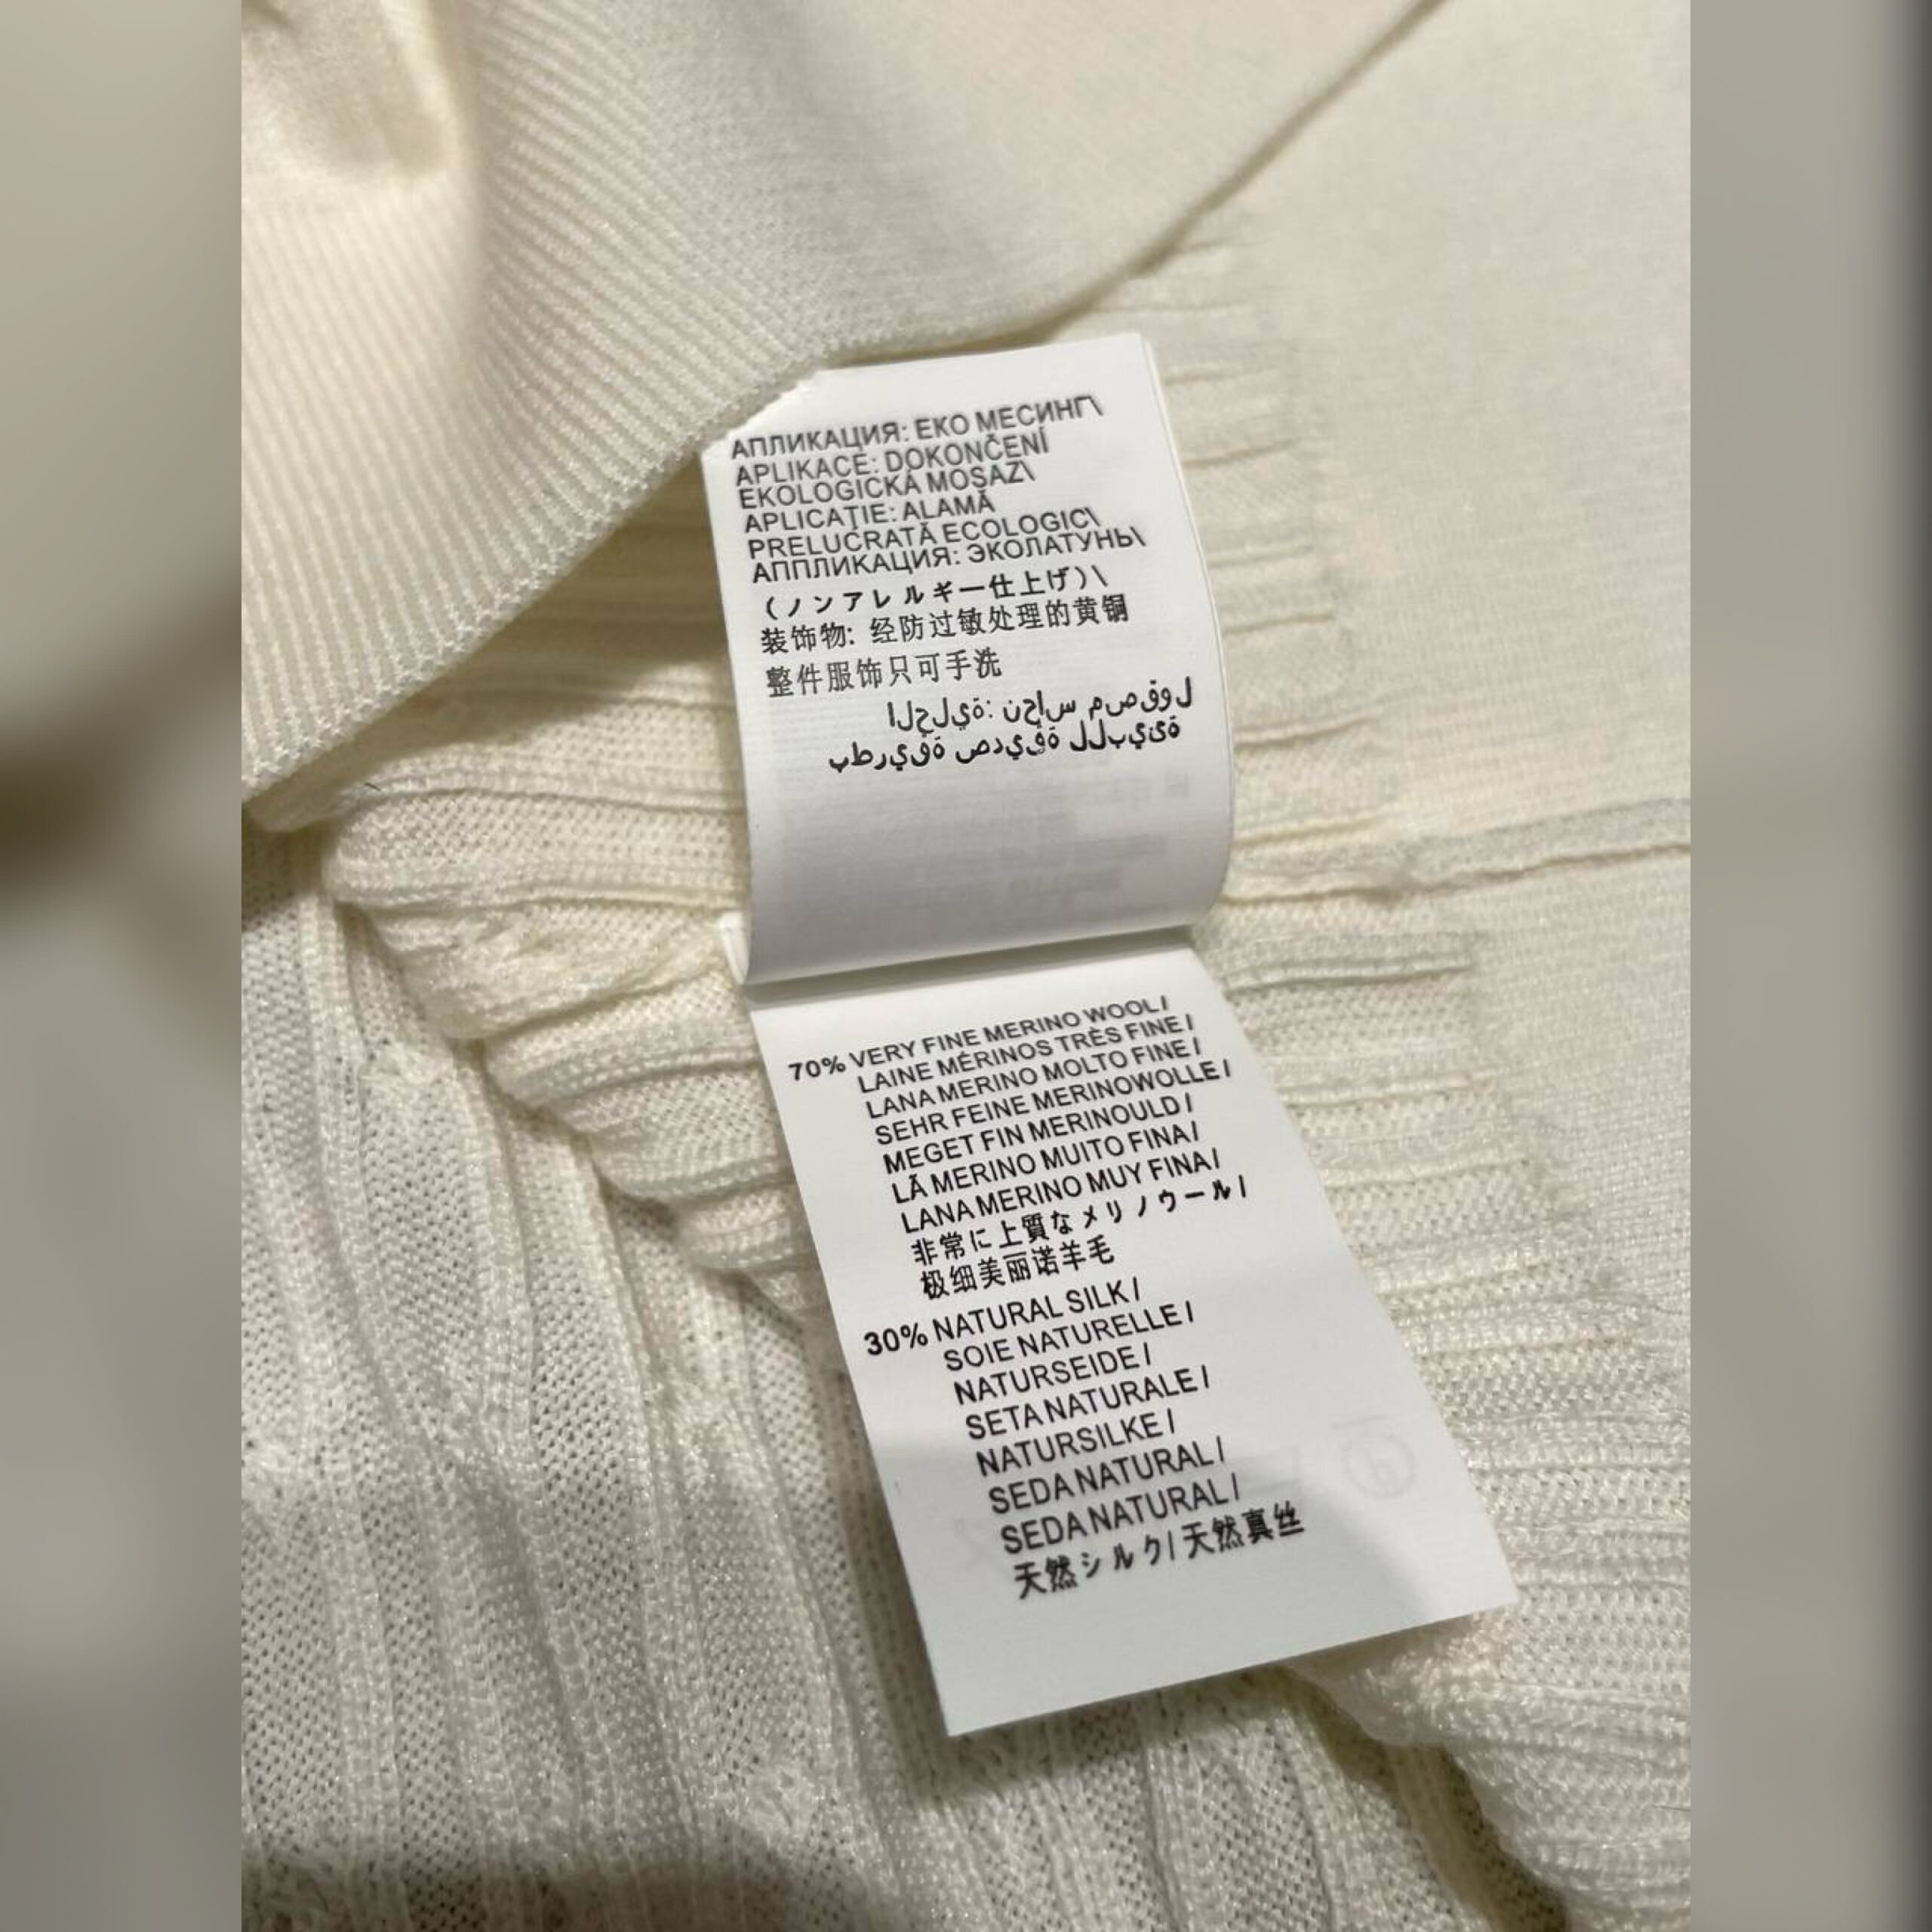 АПЛИКАЦИЯ: ЕКО МЕСИНГ\
APLIKACE: DOKONČENÍ
EKOLOGICKÁ MOSAZ\
APLICAŢIE: ALAMĂ
PRELUCRATĂ ECOLOGIC\
АППЛИКАЦИЯ: ЭКОЛАТУНЬ\
(ノンアレルギー仕上げ)\
装饰物: 经防过敏处理的黄铜
整件服饰只可手洗
الحلية: نحاس مصقول
بطريقة صديقة للبيئة
70% VERY FINE MERINO WOOL /
LAINE MÉRINOS TRÈS FINE /
LANA MERINO MOLTO FINE /
SEHR FEINE MERINOWOLLE /
MEGET FIN MERINOULD /
LÃ MERINO MUITO FINA /
LANA MERINO MUY FINA /
非常に上質なメリノウール /
极细美丽诺羊毛
30% NATURAL SILK /
SOIE NATURELLE /
NATURSEIDE /
SETA NATURALE /
NATURSILKE /
SEDA NATURAL /
SEDA NATURAL /
天然シルク / 天然真丝